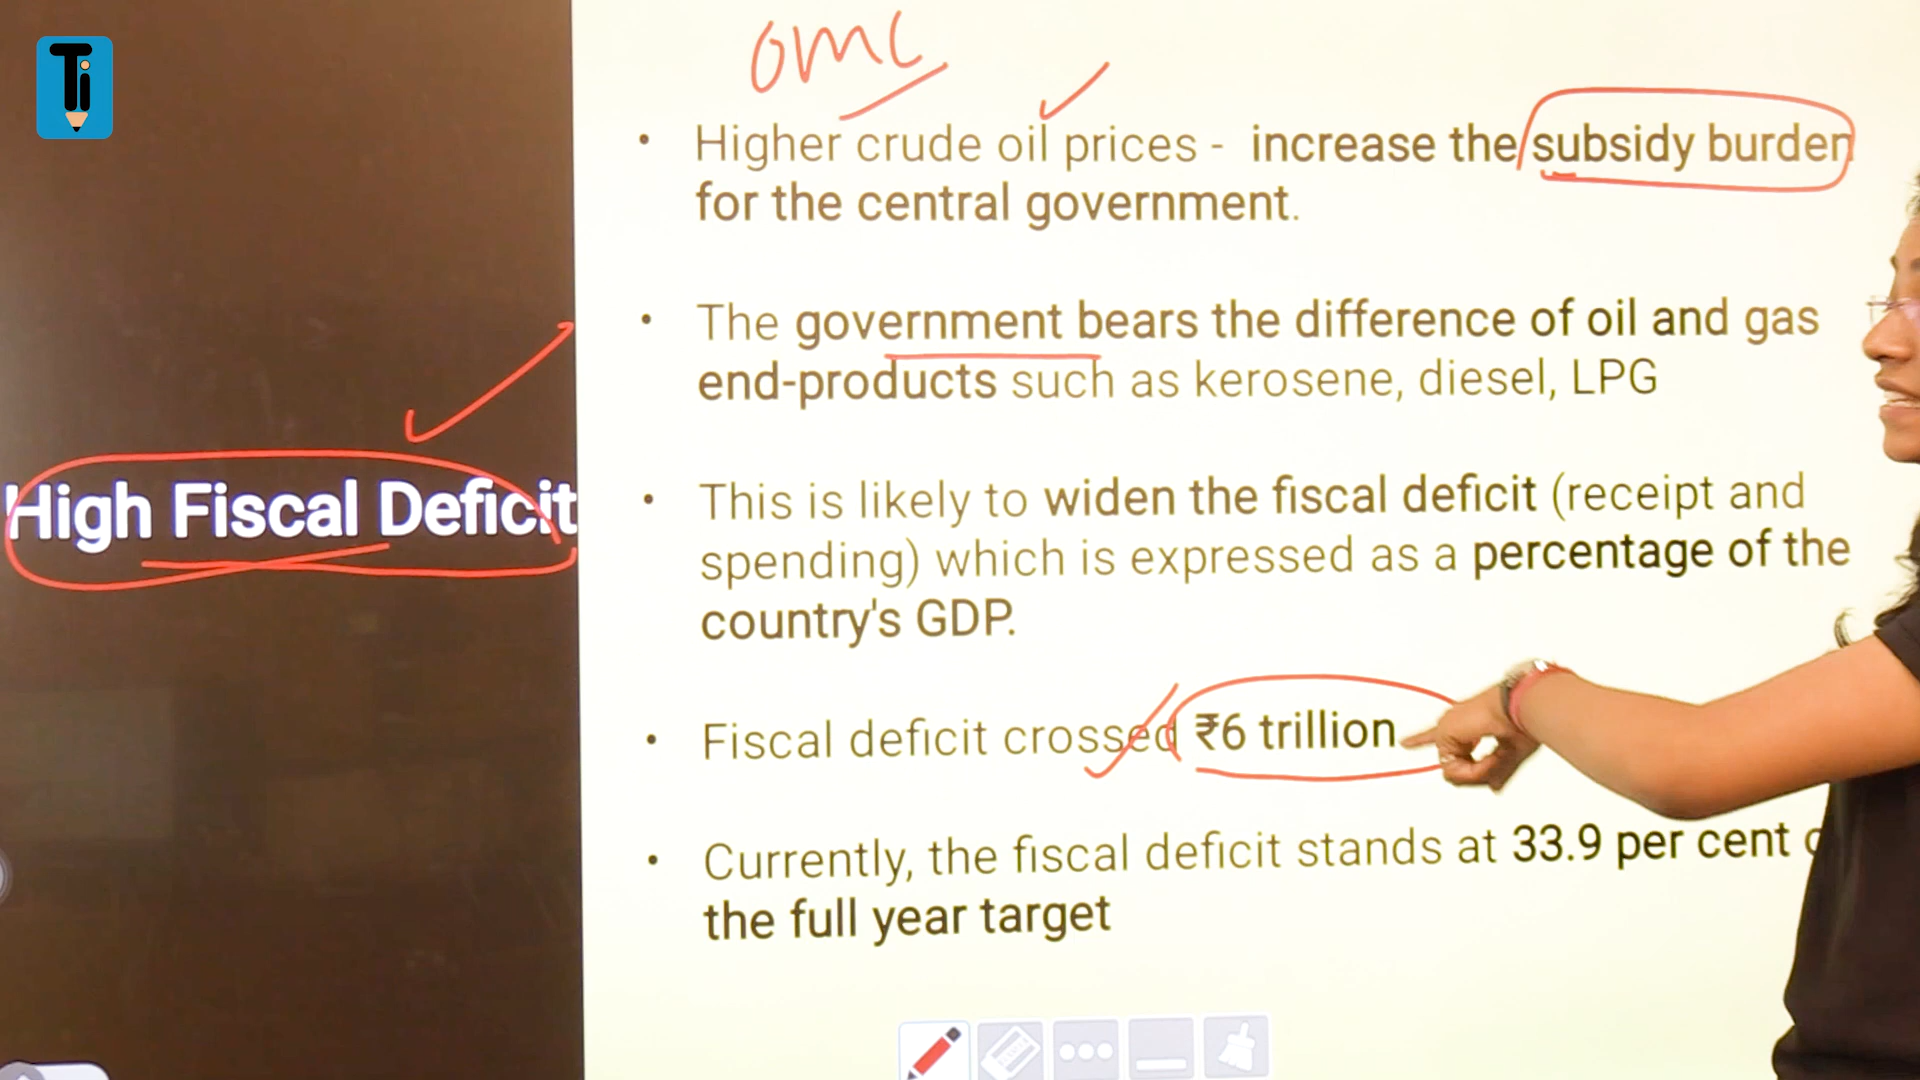 Ti
OMC
Higher crude oil prices - increase the subsidy burden
for the central government.
The government bears the difference of oil and gas
end-products such as kerosene, diesel, LPG
High Fiscal Deficit
This is likely to widen the fiscal deficit (receipt and
spending) which is expressed as a percentage of the
country's GDP.
Fiscal deficit crossed ₹6 trillion
Currently, the fiscal deficit stands at 33.9 per cent
the full year target